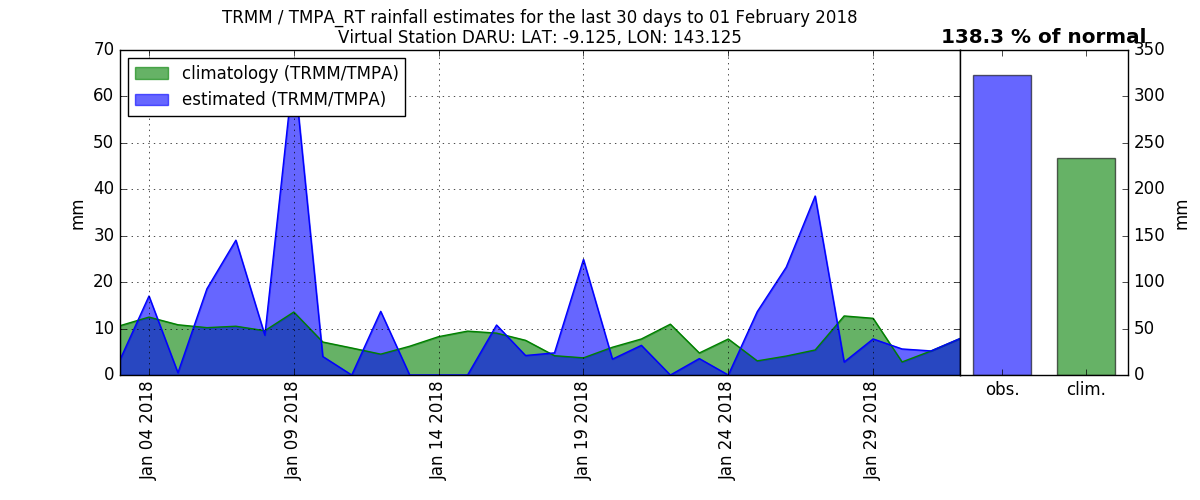 TRMM / TMPA_RT rainfall estimates for the last 30 days to 01 February 2018
Virtual Station DARU: LAT: -9.125, LON: 143.125
138.3 % of normal
climatology (TRMM/TMPA)
estimated (TRMM/TMPA)
70
60
50
40
30
20
10
0
mm
Jan 04 2018
Jan 09 2018
Jan 14 2018
Jan 19 2018
Jan 24 2018
Jan 29 2018
350
300
250
200
150
100
50
0
mm
obs.
clim.